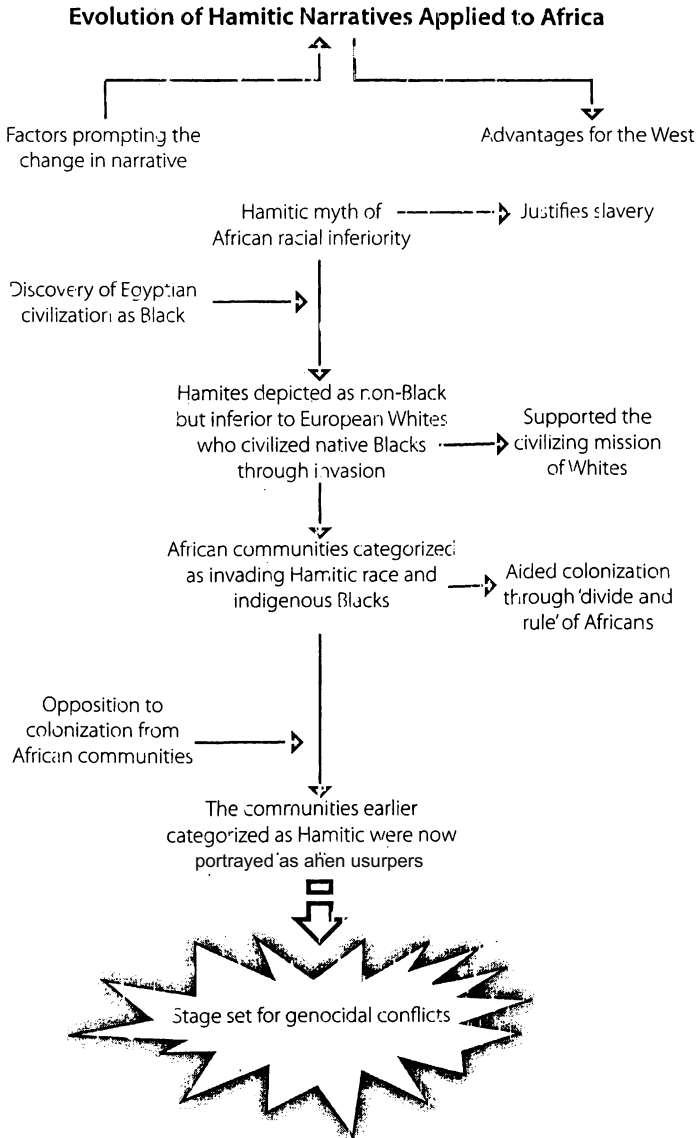 Evolution of Hamitic Narratives Applied to Africa
Factors prompting the
change in narrative
Advantages for the West
Hamitic myth of
African racial inferiority
Justifies slavery
Discovery of Egyptian
civilization as Black
Hamites depicted as non-Black
but inferior to European Whites
who civilized native Blacks
through invasion
Supported the
civilizing mission
of Whites
African communities categorized
as invading Hamitic race and
indigenous Blacks
Aided colonization
through 'divide and
rule' of Africans
Opposition to
colonization from
African communities
The communities earlier
categorized as Hamitic were now
portrayed as alien usurpers
Stage set for genocidal conflicts